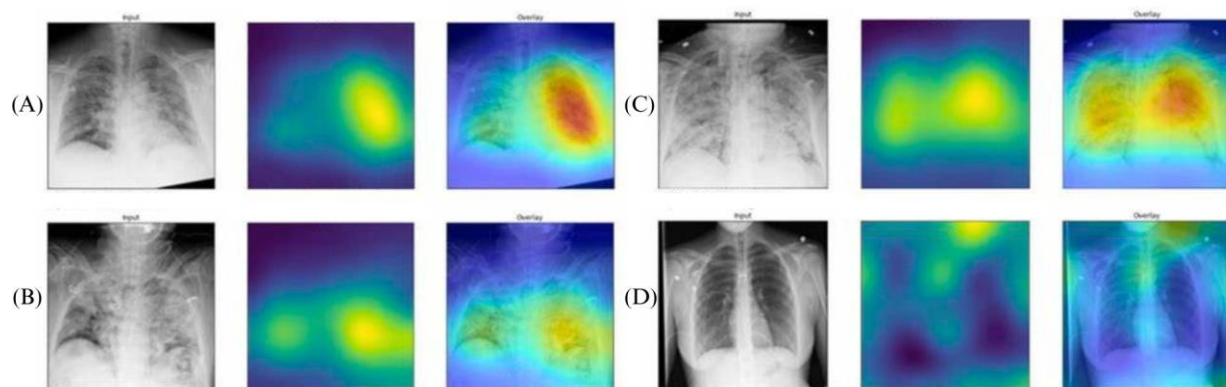 Input
Overlay
Input
Overlay
(A)
(C)
Input
Overlay
Input
Overlay
(B)
(D)